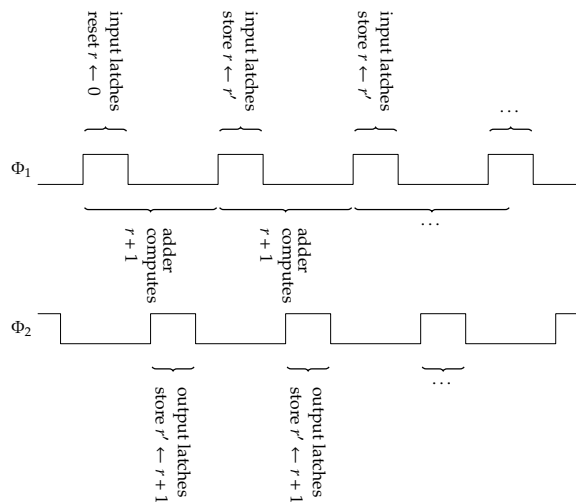 input latches
reset r ← 0
input latches
store r ← r′
input latches
store r ← r′
...
Φ1
adder
computes
r + 1
adder
computes
r + 1
...
Φ2
output latches
store r′ ← r + 1
output latches
store r′ ← r + 1
...